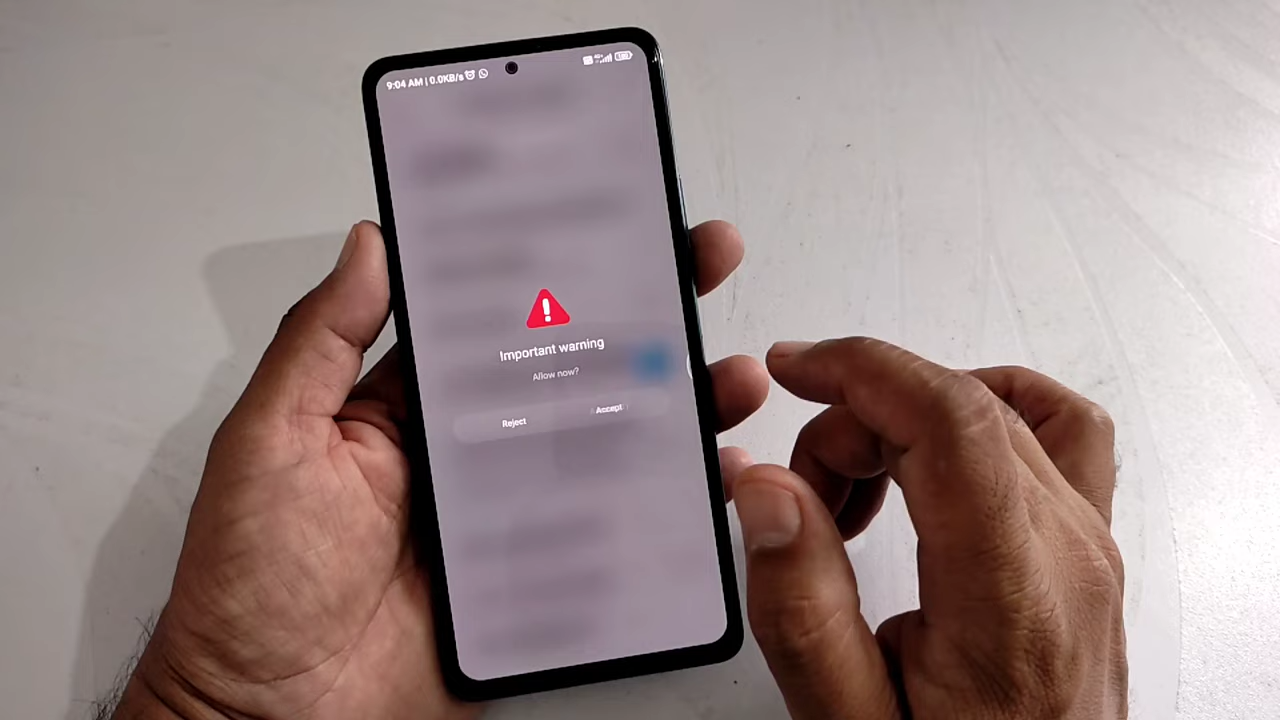 9:04 AM | 0.0KB/s
Important warning
Allow now?
Reject
Accept